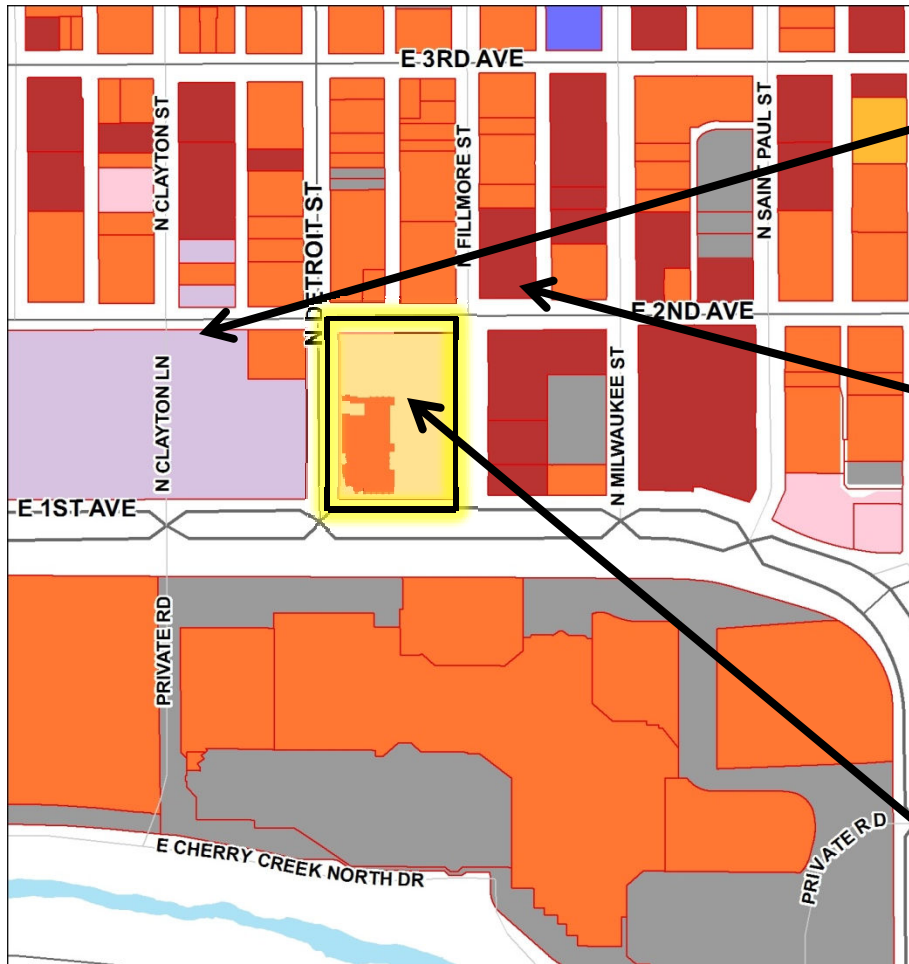 E 3RD AVE
N CLAYTON ST
N DETROIT ST
N FILLMORE ST
N SAINT PAUL ST
E 2ND AVE
N CLAYTON LN
N MILWAUKEE ST
E 1ST AVE
PRIVATE RD
PRIVATE RD
E CHERRY CREEK NORTH DR